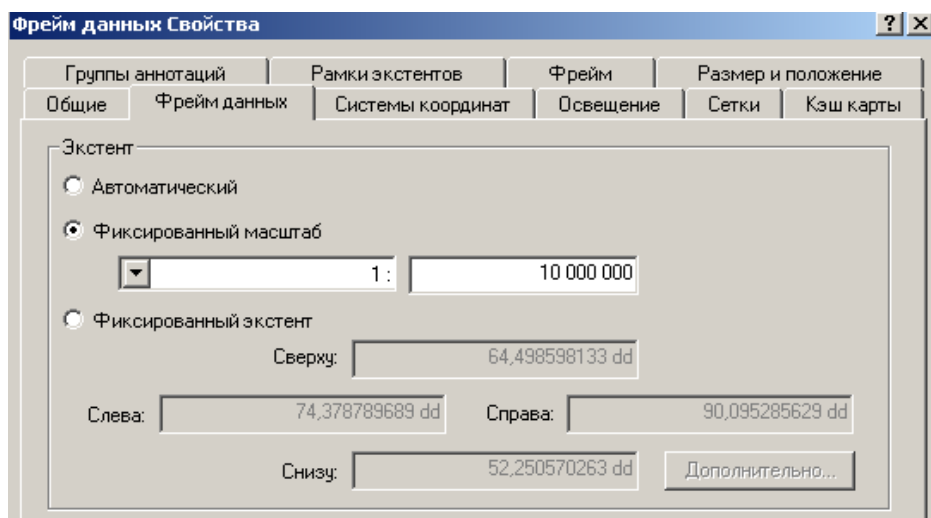 Фрейм данных Свойства ? ×
Группы аннотаций Рамки экстентов Фрейм Размер и положение
Общие Фрейм данных Системы координат Освещение Сетки Кэш карты
Экстент
Автоматический
Фиксированный масштаб
1 : 10 000 000
Фиксированный экстент
Сверху: 64,498598133 dd
Слева: 74,378789689 dd Справа: 90,095285629 dd
Снизу: 52,250570263 dd Дополнительно...